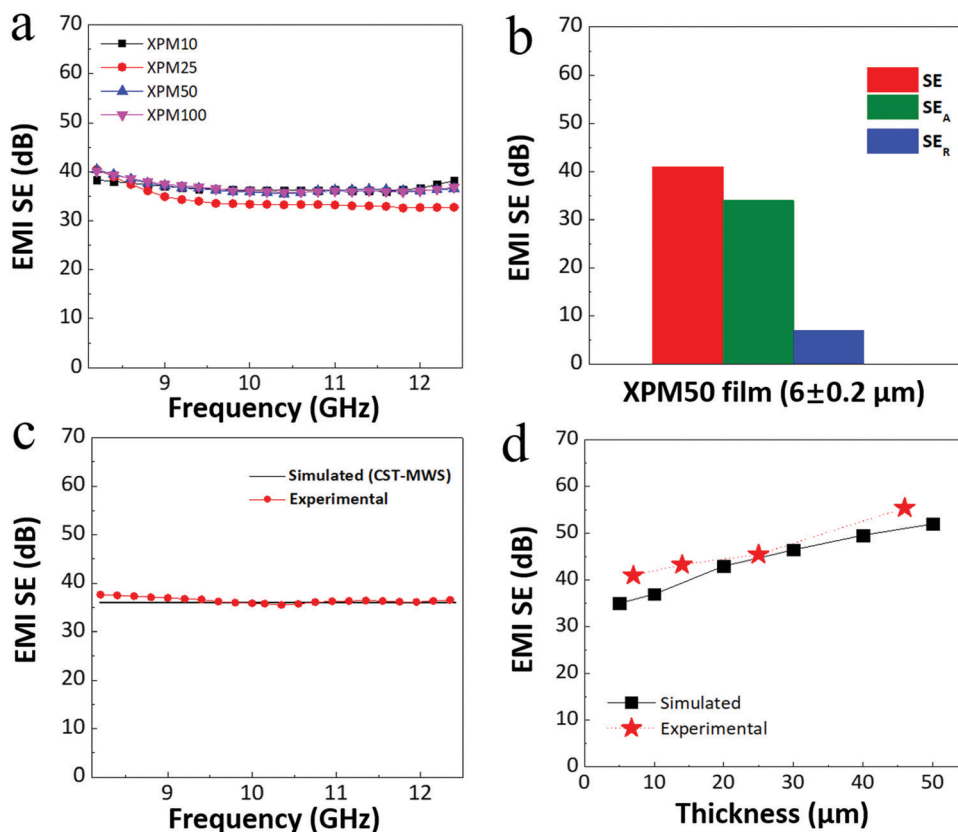 a
70
60
50
40
30
20
10
0
EMI SE (dB)
XPM10
XPM25
XPM50
XPM100
9
10
11
12
Frequency (GHz)
b
70
60
50
40
30
20
10
0
EMI SE (dB)
SE
SE_A
SE_R
XPM50 film (6±0.2 µm)
c
70
60
50
40
30
20
10
0
EMI SE (dB)
Simulated (CST-MWS)
Experimental
9
10
11
12
Frequency (GHz)
d
70
60
50
40
30
20
10
0
EMI SE (dB)
Simulated
Experimental
0
10
20
30
40
50
Thickness (µm)